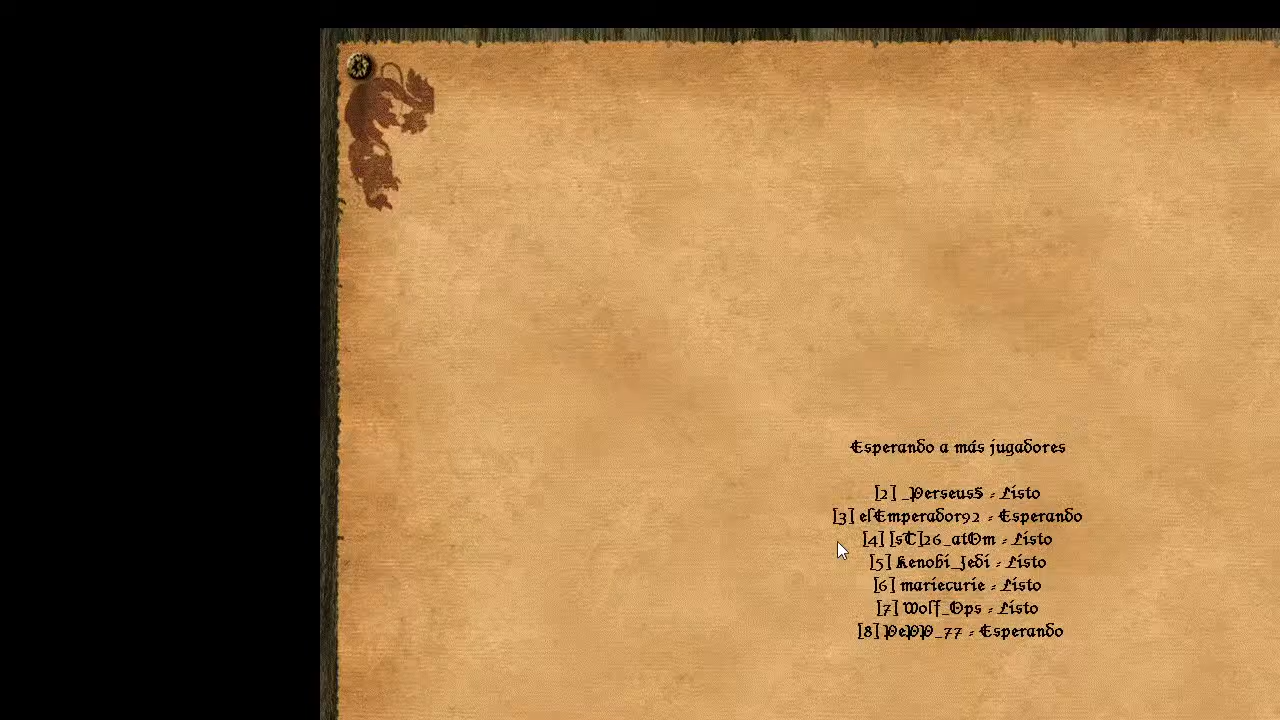 Esperando a más jugadores
[2] _PerseusS - Listo
[3] elEmperador92 - Esperando
[4] [sT]26_atOm - Listo
[5] Kenobi_Jedi - Listo
[6] mariecurie - Listo
[7] Wolf_Ops - Listo
[8] PePP_77 - Esperando